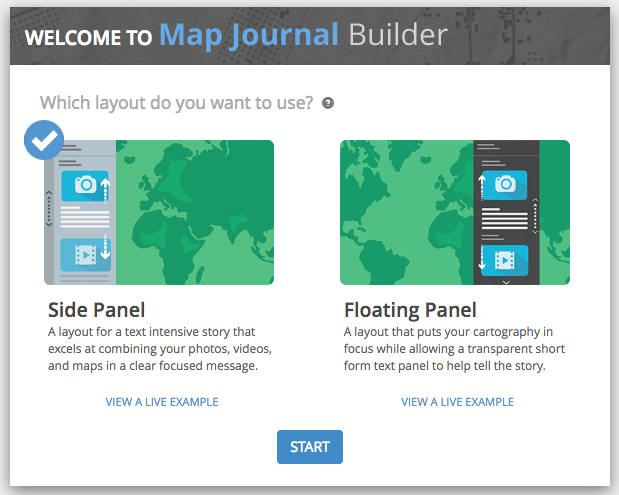 WELCOME TO Map Journal Builder
Which layout do you want to use? ?
Side Panel
A layout for a text intensive story that
excels at combining your photos, videos,
and maps in a clear focused message.
VIEW A LIVE EXAMPLE
Floating Panel
A layout that puts your cartography in
focus while allowing a transparent short
form text panel to help tell the story.
VIEW A LIVE EXAMPLE
START